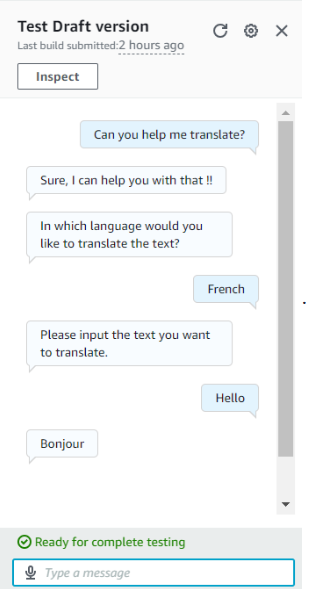 Test Draft version
Last build submitted:2 hours ago
Inspect
Can you help me translate?
Sure, I can help you with that !!
In which language would you
like to translate the text?
French
Please input the text you want
to translate.
Hello
Bonjour
Ready for complete testing
Type a message
.